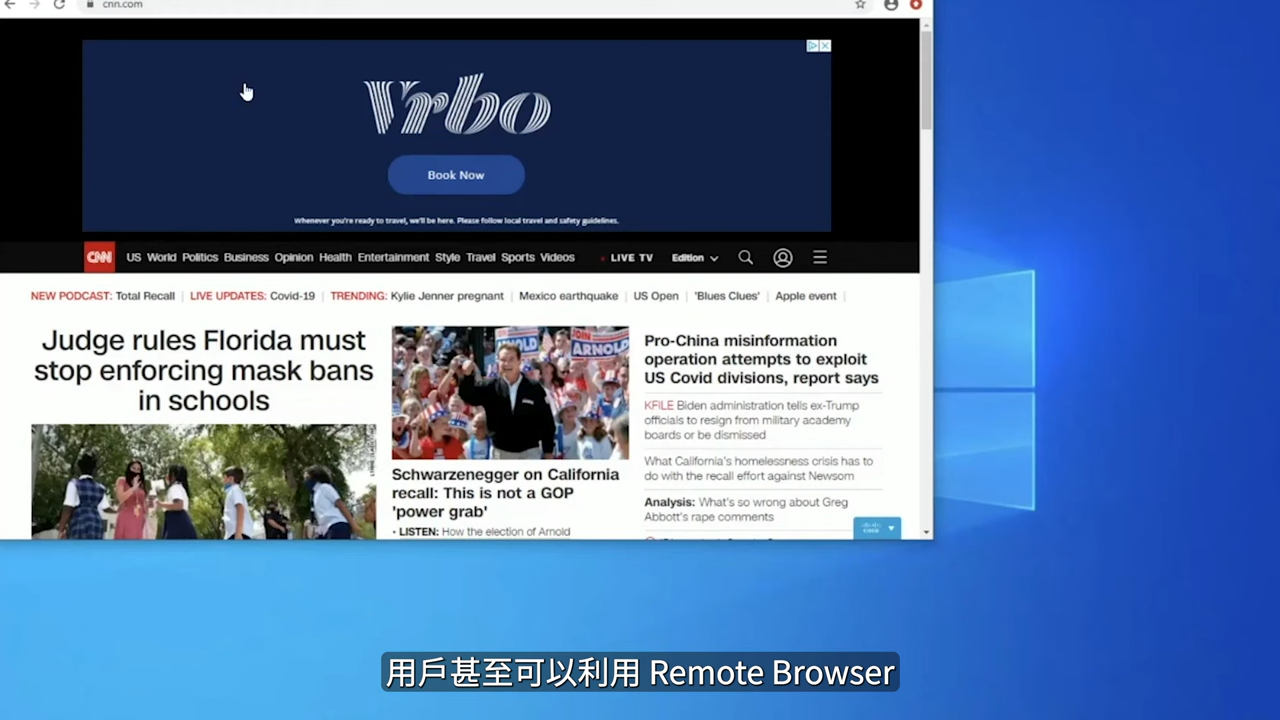 cnn.com
Vrbo
Book Now
Whenever you're ready to travel, we'll be here. Please follow local travel and safety guidelines.
CNN US World Politics Business Opinion Health Entertainment Style Travel Sports Videos LIVE TV Edition
NEW PODCAST: Total Recall | LIVE UPDATES: Covid-19 | TRENDING: Kylie Jenner pregnant | Mexico earthquake | US Open | 'Blues Clues' | Apple event |
Judge rules Florida must
stop enforcing mask bans
in schools
JOIN
ARNOLD
Schwarzenegger on California
recall: This is not a GOP
'power grab'
• LISTEN: How the election of Arnold
Pro-China misinformation
operation attempts to exploit
US Covid divisions, report says
KFILE Biden administration tells ex-Trump
officials to resign from military academy
boards or be dismissed
What California's homelessness crisis has to
do with the recall effort against Newsom
Analysis: What's so wrong about Greg
Abbott's rape comments
用戶甚至可以利用 Remote Browser